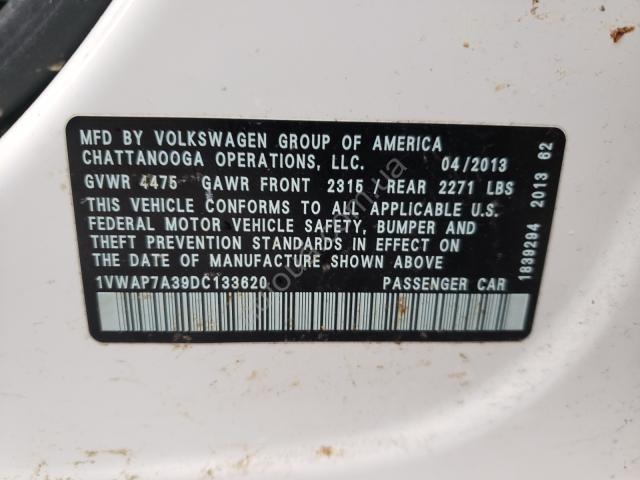 MFD BY VOLKSWAGEN GROUP OF AMERICA
CHATTANOOGA OPERATIONS, LLC. 04/2013
GVWR 4475 GAWR FRONT 2315 / REAR 2271 LBS
THIS VEHICLE CONFORMS TO ALL APPLICABLE U.S.
FEDERAL MOTOR VEHICLE SAFETY, BUMPER AND
THEFT PREVENTION STANDARDS IN EFFECT ON
THE DATE OF MANUFACTURE SHOWN ABOVE.
1VWAP7A39DC133620 PASSENGER CAR
1839294 2013 62